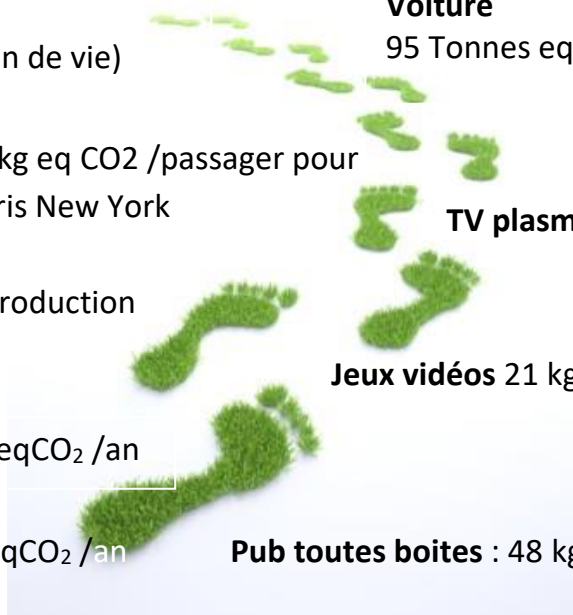 Voiture
n de vie)
95 Tonnes eq
kg eq CO2 /passager pour
ris New York
TV plasm
roduction
Jeux vidéos 21 kg
eqCO₂ /an
qCO₂ /an
Pub toutes boites : 48 kg